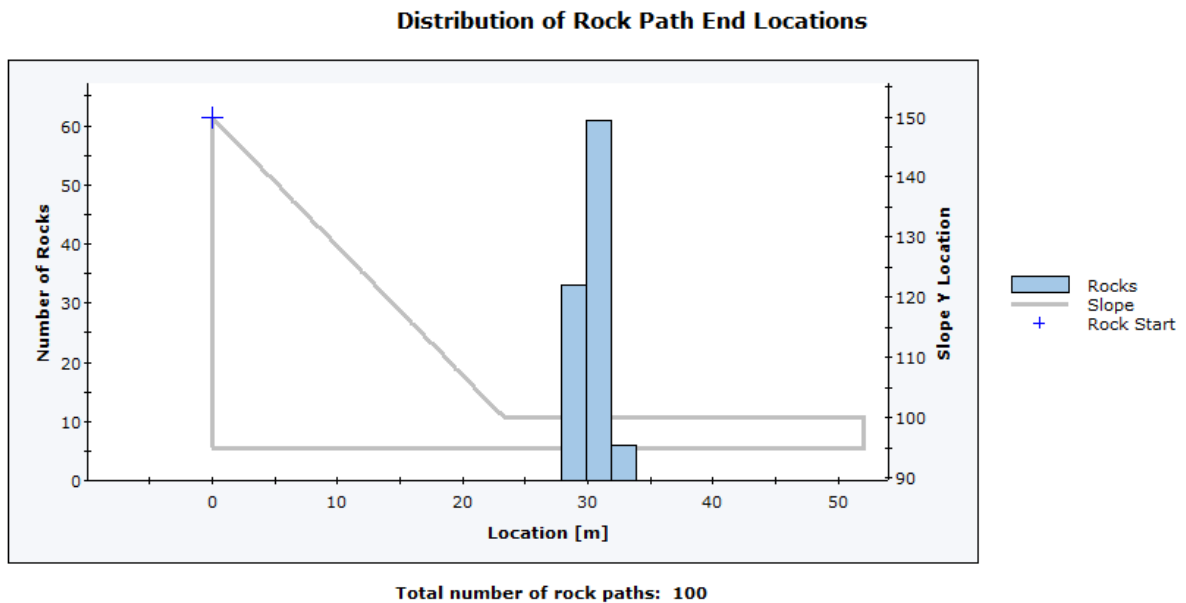 Distribution of Rock Path End Locations
Number of Rocks
60
50
40
30
20
10
0
150
140
130
120
110
100
90
Slope Y Location
0 10 20 30 40 50
Location [m]
Rocks
Slope
Rock Start
Total number of rock paths: 100